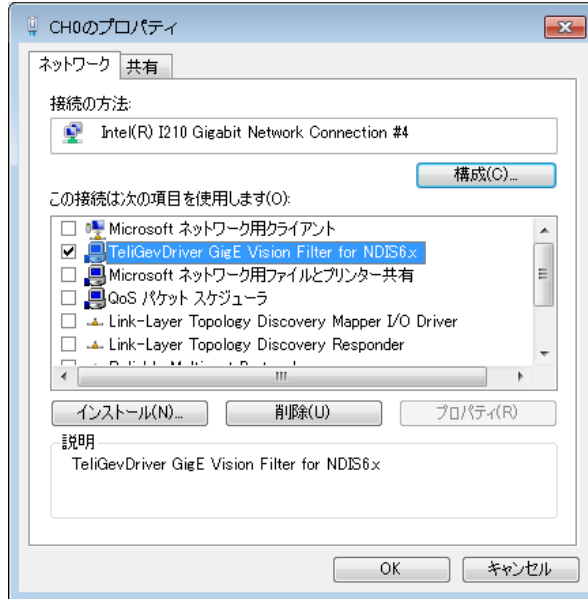 CH0のプロパティ
ネットワーク 共有
接続の方法:
Intel(R) I210 Gigabit Network Connection #4
構成(C)...
この接続は次の項目を使用します(O):
Microsoft ネットワーク用クライアント
TeliGevDriver GigE Vision Filter for NDIS6.x
Microsoft ネットワーク用ファイルとプリンター共有
QoS パケット スケジューラ
Link-Layer Topology Discovery Mapper I/O Driver
Link-Layer Topology Discovery Responder
インストール(N)... 削除(U) プロパティ(R)
説明
TeliGevDriver GigE Vision Filter for NDIS6.x
OK キャンセル